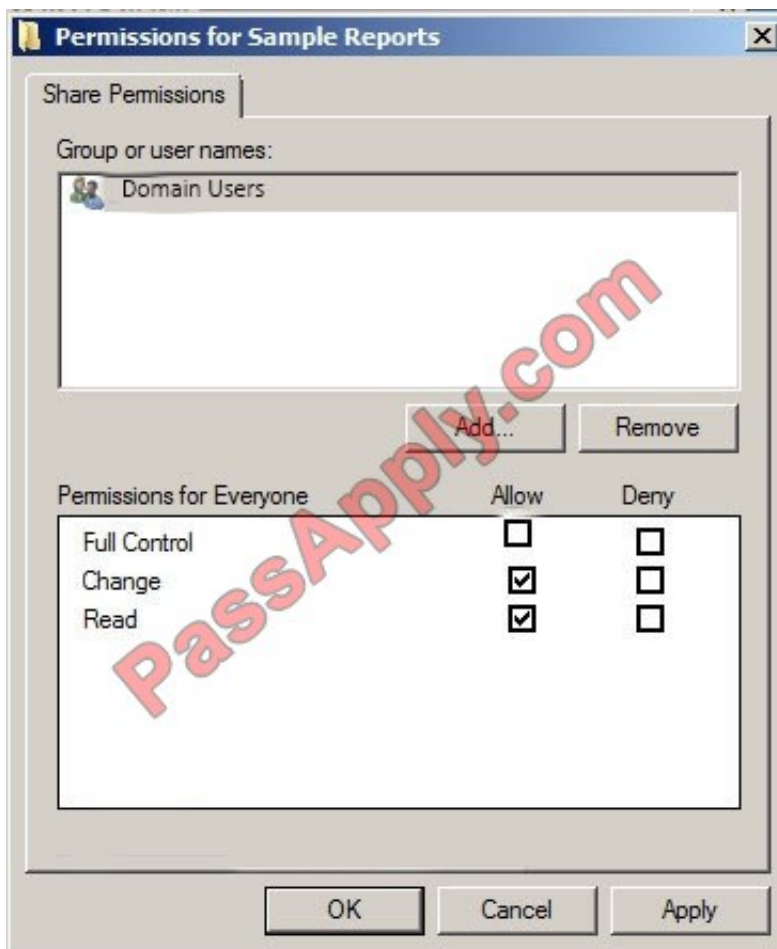 Permissions for Sample Reports
Share Permissions
Group or user names:
Domain Users
Add...
Remove
Permissions for Everyone
Allow
Deny
Full Control
Change
Read
OK
Cancel
Apply
PassApply.com